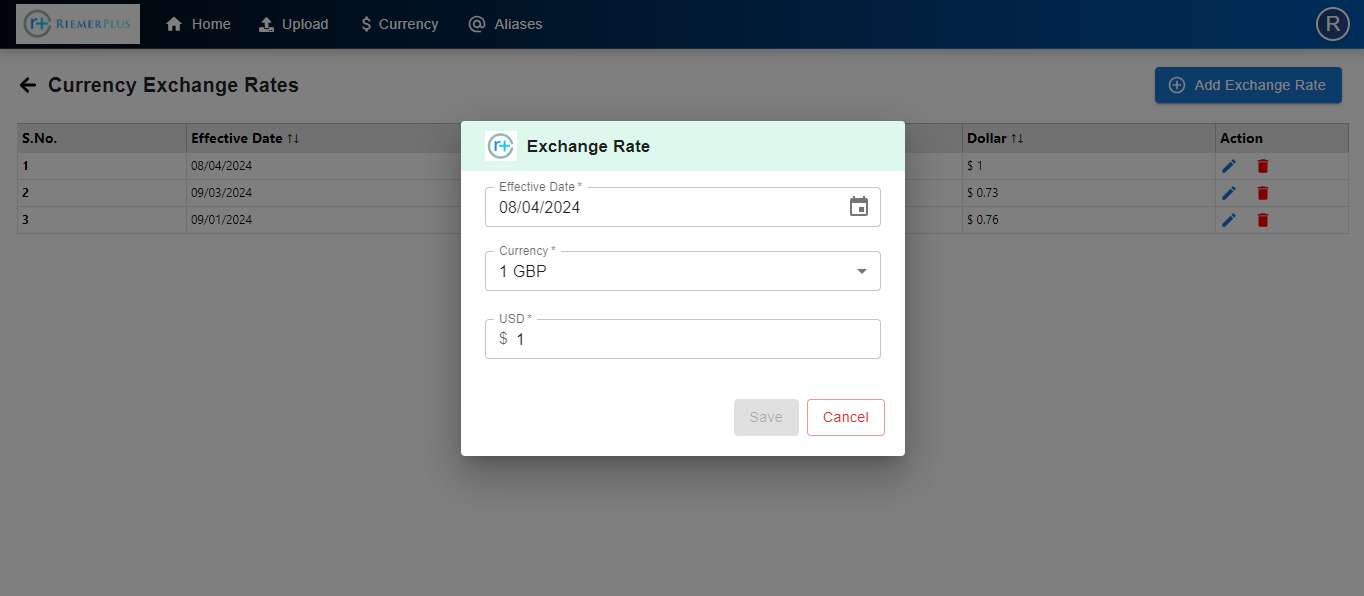 r+ RIEMERPLUS Home Upload $ Currency @ Aliases R
Currency Exchange Rates
Add Exchange Rate
S.No. Effective Date ↑↓ Dollar ↑↓ Action
1 08/04/2024 $ 1
2 09/03/2024 $ 0.73
3 09/01/2024 $ 0.76
r+ Exchange Rate
Effective Date *
08/04/2024
Currency *
1 GBP
USD *
$ 1
Save Cancel